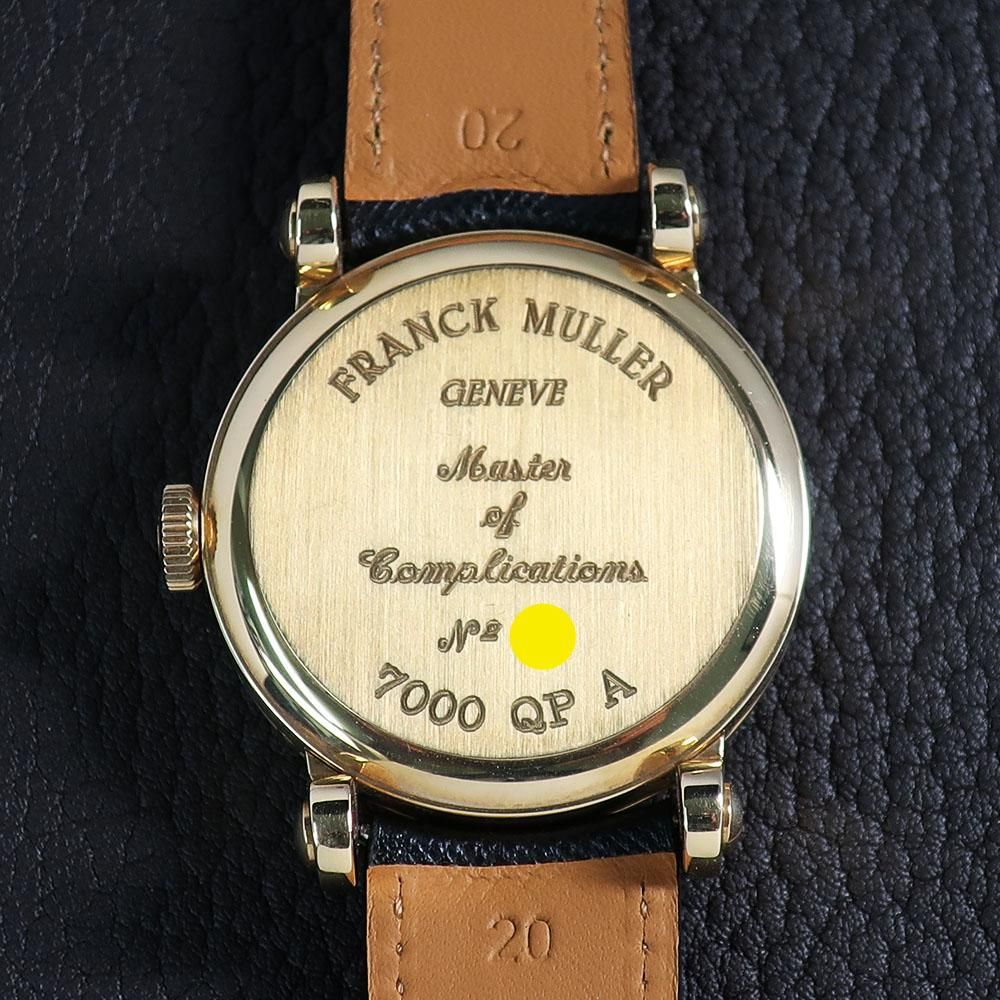 20
FRANCK MULLER
GENEVE
Master
of
Complications
Nº
7000 QP A
20